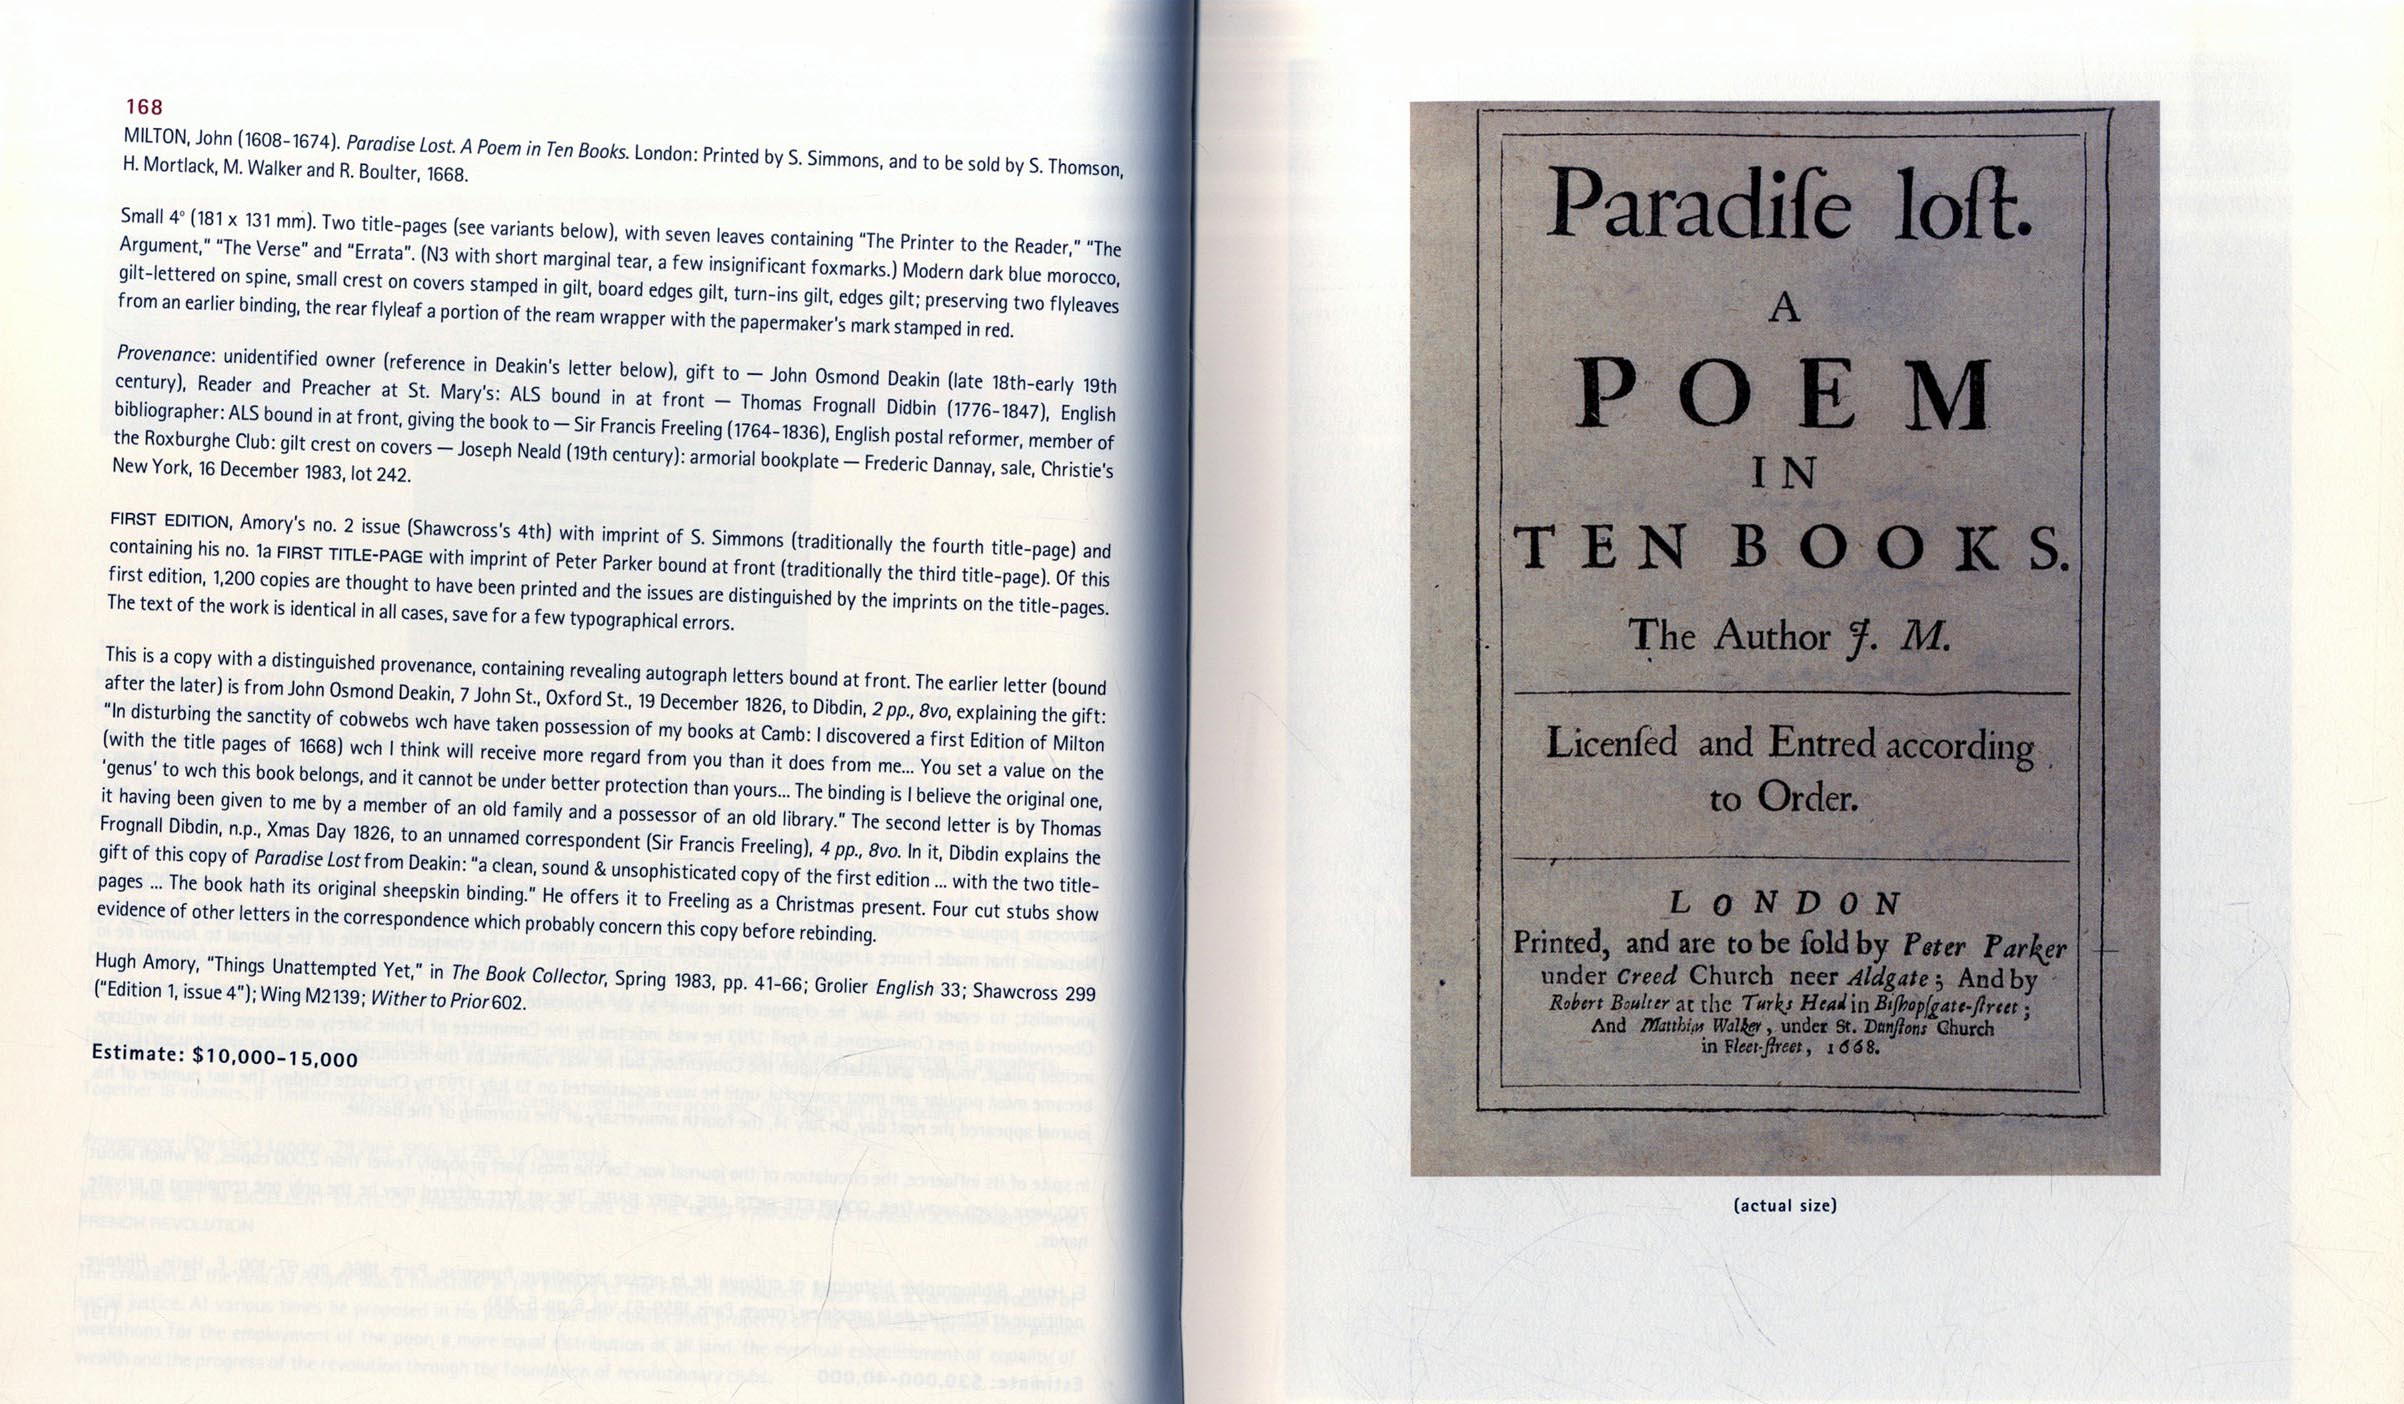 168
MILTON, John (1608-1674). Paradise Lost. A Poem in Ten Books. London: Printed by S. Simmons, and to be sold by S. Thomson,
H. Mortlack, M. Walker and R. Boulter, 1668.
Small 4° (181 x 131 mm). Two title-pages (see variants below), with seven leaves containing “The Printer to the Reader,” “The
Argument,” “The Verse” and “Errata”. (N3 with short marginal tear, a few insignificant foxmarks.) Modern dark blue morocco,
gilt-lettered on spine, small crest on covers stamped in gilt, board edges gilt, turn-ins gilt, edges gilt; preserving two flyleaves
from an earlier binding, the rear flyleaf a portion of the ream wrapper with the papermaker's mark stamped in red.
Provenance: unidentified owner (reference in Deakin's letter below), gift to — John Osmond Deakin (late 18th-early 19th
century), Reader and Preacher at St. Mary's: ALS bound in at front — Thomas Frognall Didbin (1776-1847), English
bibliographer: ALS bound in at front, giving the book to — Sir Francis Freeling (1764-1836), English postal reformer, member of
the Roxburghe Club: gilt crest on covers — Joseph Neald (19th century): armorial bookplate — Frederic Dannay, sale, Christie's
New York, 16 December 1983, lot 242.
FIRST EDITION, Amory's no. 2 issue (Shawcross's 4th) with imprint of S. Simmons (traditionally the fourth title-page) and
containing his no. 1a FIRST TITLE-PAGE with imprint of Peter Parker bound at front (traditionally the third title-page). Of this
first edition, 1,200 copies are thought to have been printed and the issues are distinguished by the imprints on the title-pages.
The text of the work is identical in all cases, save for a few typographical errors.
This is a copy with a distinguished provenance, containing revealing autograph letters bound at front. The earlier letter (bound
after the later) is from John Osmond Deakin, 7 John St., Oxford St., 19 December 1826, to Dibdin, 2 pp., 8vo, explaining the gift:
“In disturbing the sanctity of cobwebs wch have taken possession of my books at Camb: I discovered a first Edition of Milton
(with the title pages of 1668) wch I think will receive more regard from you than it does from me... You set a value on the
'genus' to wch this book belongs, and it cannot be under better protection than yours... The binding is I believe the original one,
it having been given to me by a member of an old family and a possessor of an old library.” The second letter is by Thomas
Frognall Dibdin, n.p., Xmas Day 1826, to an unnamed correspondent (Sir Francis Freeling), 4 pp., 8vo. In it, Dibdin explains the
gift of this copy of Paradise Lost from Deakin: “a clean, sound & unsophisticated copy of the first edition ... with the two title-
pages ... The book hath its original sheepskin binding.” He offers it to Freeling as a Christmas present. Four cut stubs show
evidence of other letters in the correspondence which probably concern this copy before rebinding.
Hugh Amory, “Things Unattempted Yet,” in The Book Collector, Spring 1983, pp. 41-66; Grolier English 33; Shawcross 299
(“Edition 1, issue 4”); Wing M2139; Wither to Prior 602.
Estimate: $10,000-15,000
Paradiſe loſt.
A
POEM
IN
TEN BOOKS.
The Author J. M.
Licenſed and Entred according
to Order.
LONDON
Printed, and are to be ſold by Peter Parker
under Creed Church neer Aldgate; And by
Robert Boulter at the Turks Head in Biſhopſgate-ſtreet;
And Matthias Walker, under St. Dunſtons Church
in Fleet-ſtreet, 1668.
(actual size)